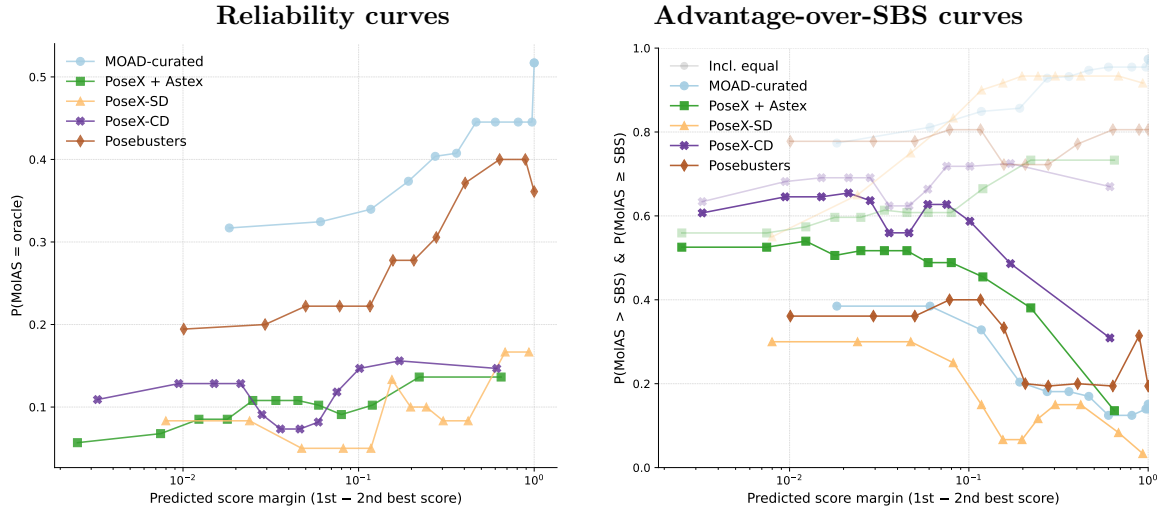 Reliability curves
P(MolAS = oracle)
0.5
0.4
0.3
0.2
0.1
MOAD-curated
PoseX + Astex
PoseX-SD
PoseX-CD
Posebusters
10⁻² 10⁻¹ 10⁰
Predicted score margin (1st − 2nd best score)
Advantage-over-SBS curves
P(MolAS > SBS) & P(MolAS ≥ SBS)
1.0
0.8
0.6
0.4
0.2
0.0
Incl. equal
MOAD-curated
PoseX + Astex
PoseX-SD
PoseX-CD
Posebusters
10⁻² 10⁻¹ 10⁰
Predicted score margin (1st − 2nd best score)